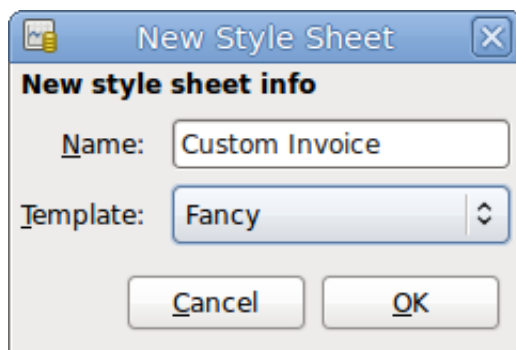 New Style Sheet
New style sheet info
Name: Custom Invoice
Template: Fancy
Cancel OK